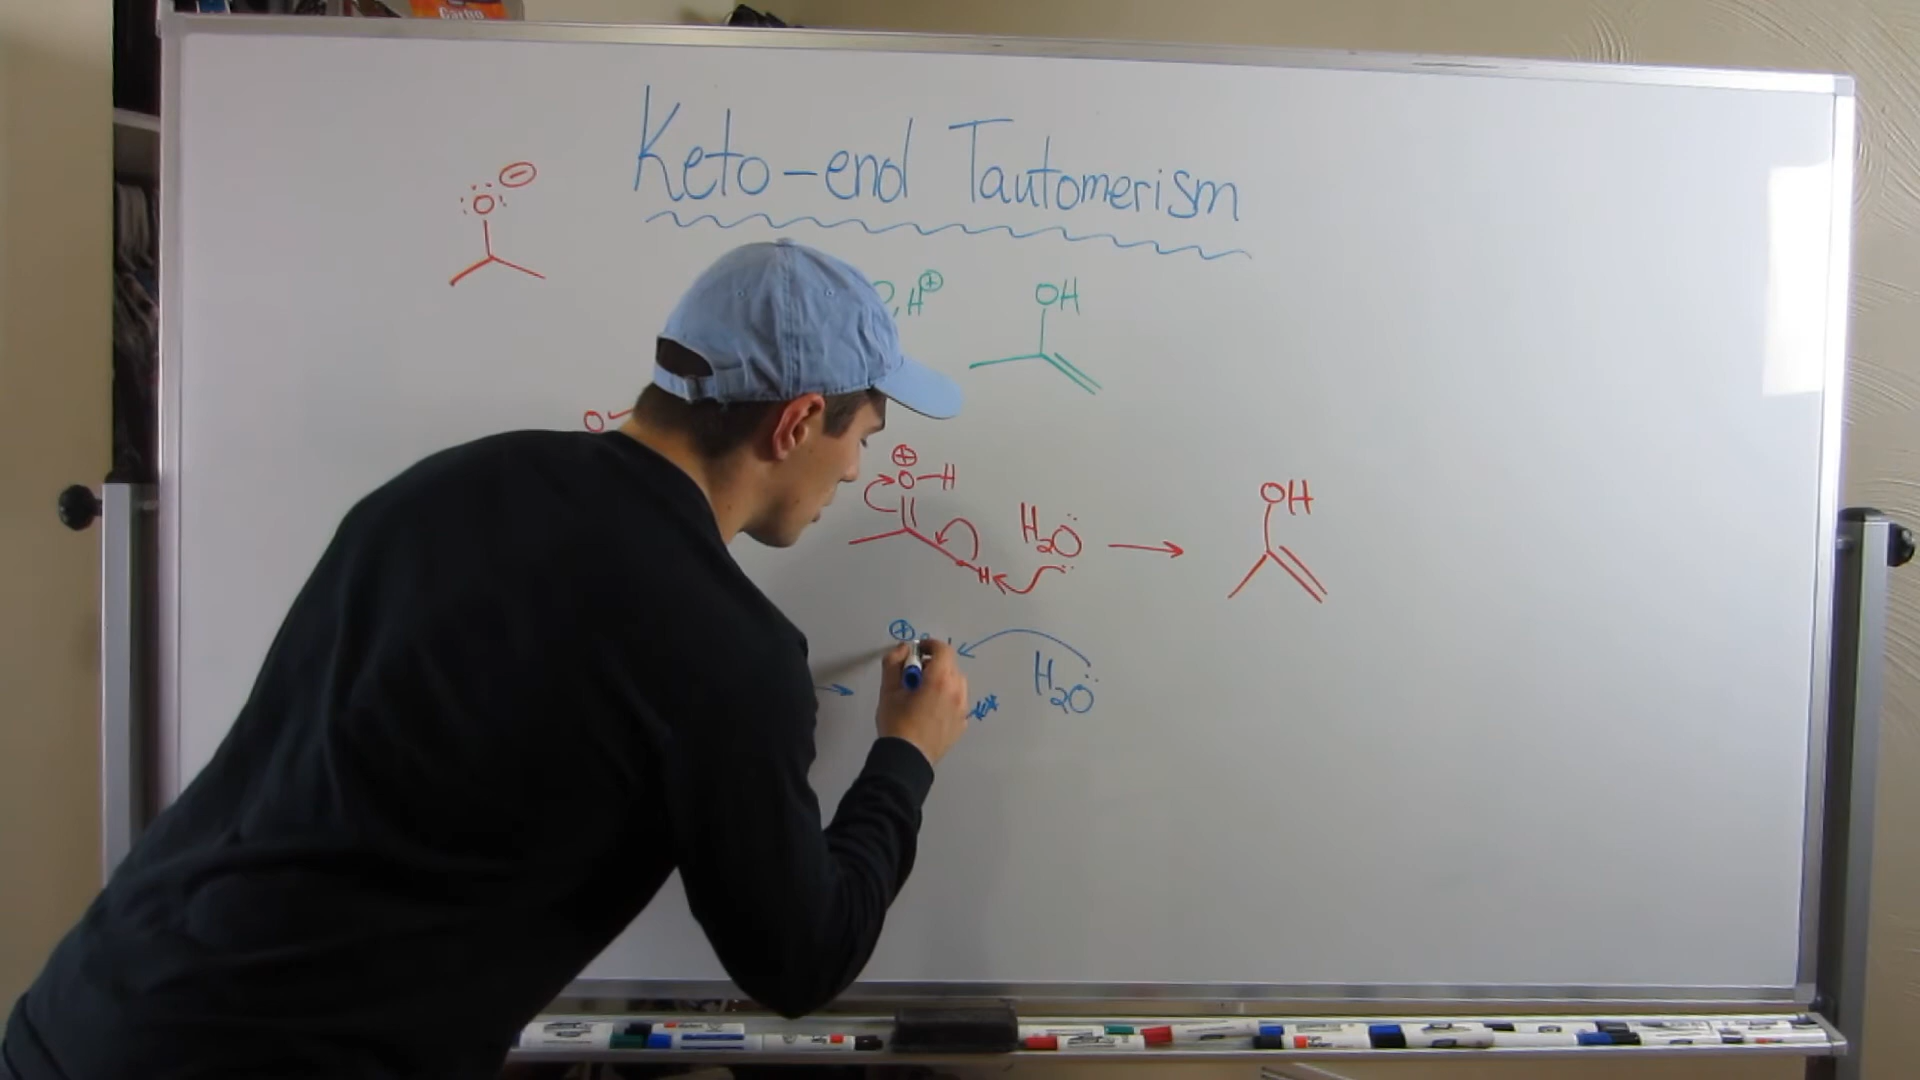 Keto-enol Tautomerism
O
, H⊕
OH
O
⊕
O-H
H₂O
H
OH
⊕
H₂O